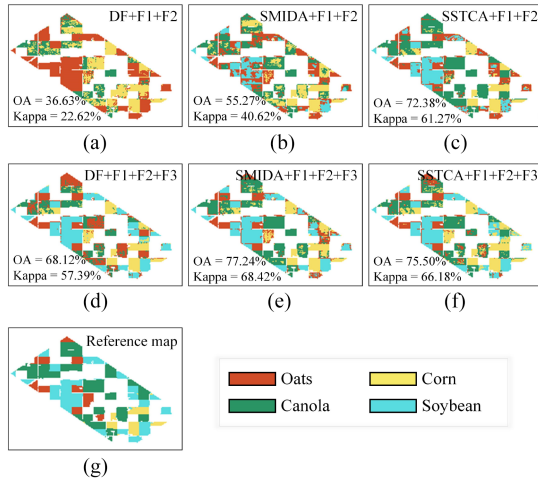 DF+F1+F2
OA = 36.63%
Kappa = 22.62%
(a)
SMIDA+F1+F2
OA = 55.27%
Kappa = 40.62%
(b)
SSTCA+F1+F2
OA = 72.38%
Kappa = 61.27%
(c)
DF+F1+F2+F3
OA = 68.12%
Kappa = 57.39%
(d)
SMIDA+F1+F2+F3
OA = 77.24%
Kappa = 68.42%
(e)
SSTCA+F1+F2+F3
OA = 75.50%
Kappa = 66.18%
(f)
Reference map
(g)
Oats
Corn
Canola
Soybean